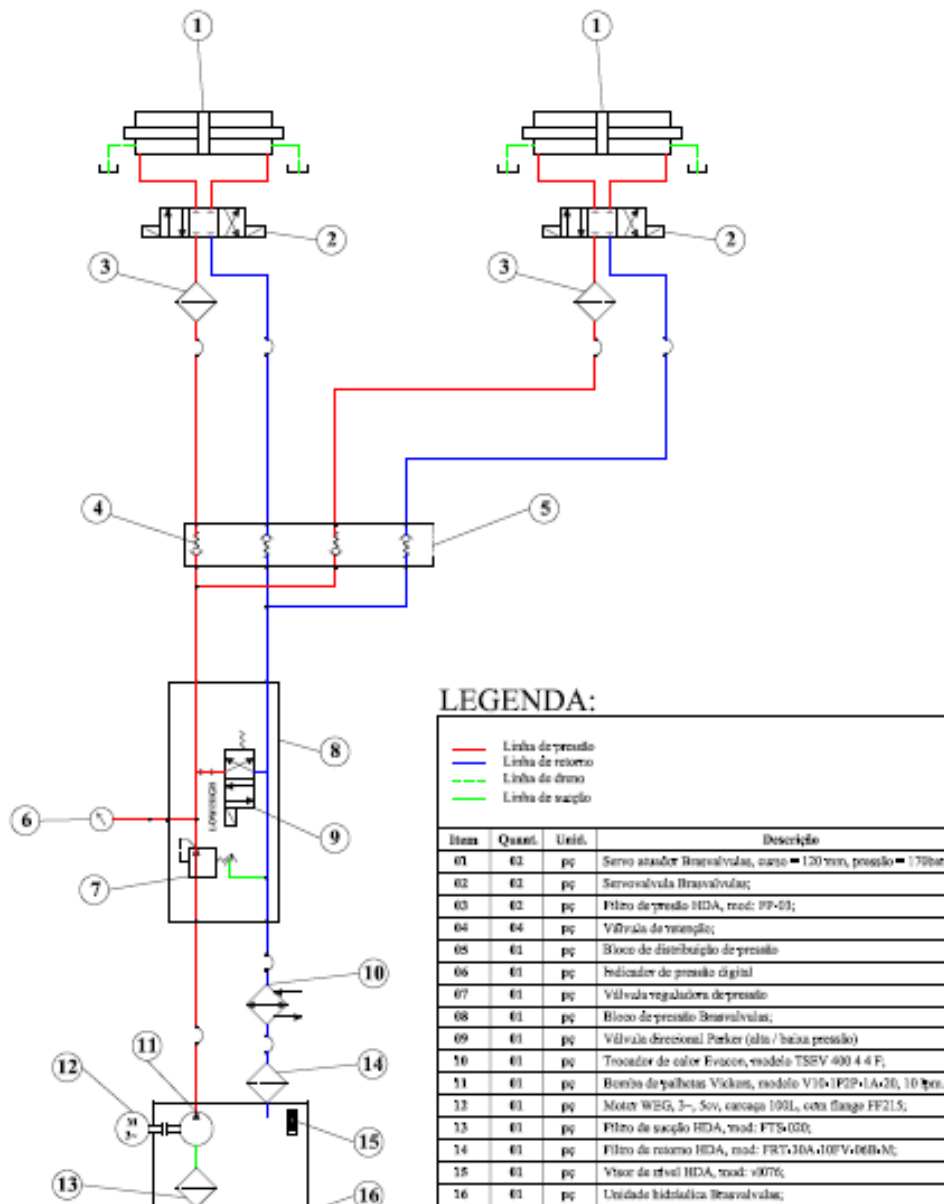 1
1
2
2
3
3
4
5
6
LOW/HIGH
7
8
9
10
11
12
M
3~
13
14
15
16
LEGENDA:
Linha de pressão
Linha de retorno
Linha de dreno
Linha de sucção
Item Quant. Unid. Descrição
01 02 pç Servo atuador Brasvalvulas, curso = 120 mm, pressão = 170bar
02 02 pç Servovalvula Brasvalvulas;
03 02 pç Filtro de pressão HDA, mod: FP-03;
04 04 pç Válvula de retenção;
05 01 pç Bloco de distribuição de pressão
06 01 pç Indicador de pressão digital
07 01 pç Válvula reguladora de pressão
08 01 pç Bloco de pressão Brasvalvulas;
09 01 pç Válvula direcional Parker (alta / baixa pressão)
10 01 pç Trocador de calor Evacon, modelo TSEV 400 4 4 F;
11 01 pç Bomba de palhetas Vickers, modelo V10-1P2P-1A-20, 10
12 01 pç Motor WEG, 3~, 5cv, carcaça 100L, com flange FF215;
13 01 pç Filtro de sucção HDA, mod: FTS-020;
14 01 pç Filtro de retorno HDA, mod: FRT-30A-10FV-06B-M;
15 01 pç Visor de nível HDA, mod: v0076;
16 01 pç Unidade hidráulica Brasvalvulas;